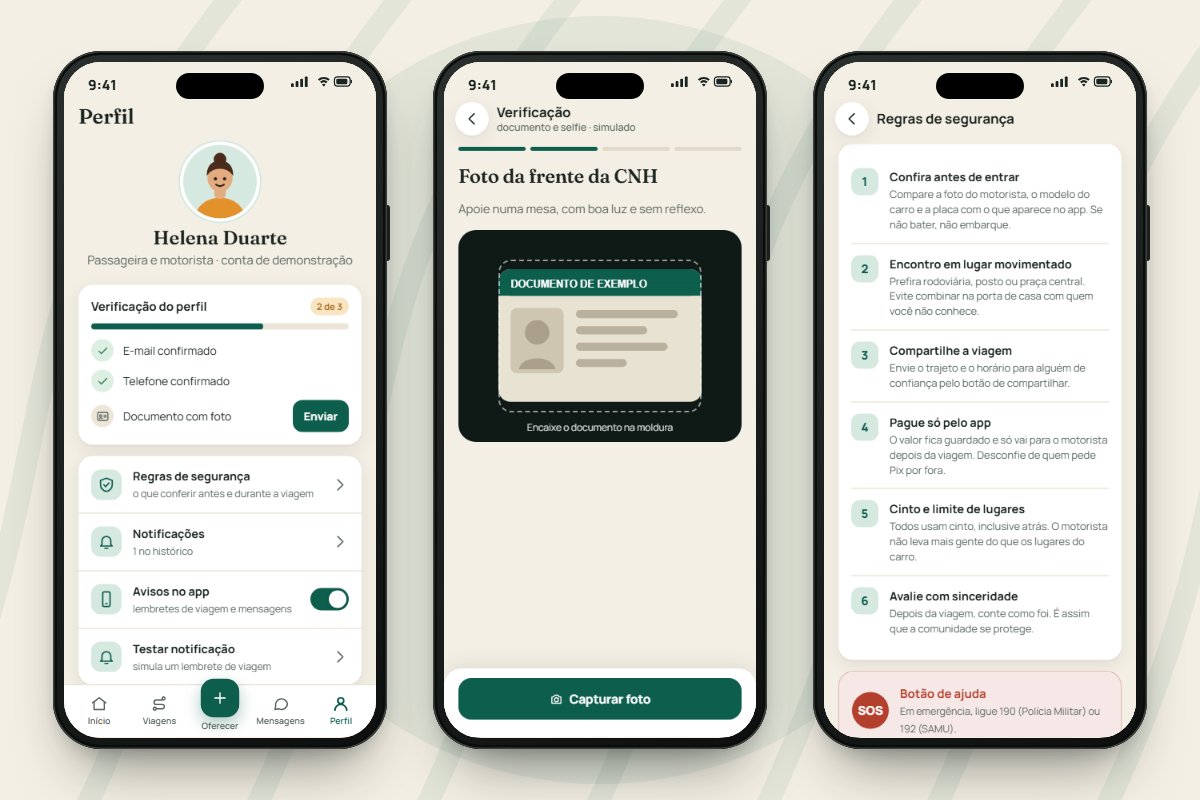 9:41
Perfil
Helena Duarte
Passageira e motorista · conta de demonstração
Verificação do perfil
2 de 3
E-mail confirmado
Telefone confirmado
Documento com foto
Enviar
Regras de segurança
o que conferir antes e durante a viagem
Notificações
1 no histórico
Avisos no app
lembretes de viagem e mensagens
Testar notificação
simula um lembrete de viagem
Início
Viagens
Oferecer
Mensagens
Perfil
9:41
Verificação
documento e selfie · simulado
Foto da frente da CNH
Apoie numa mesa, com boa luz e sem reflexo.
DOCUMENTO DE EXEMPLO
Encaixe o documento na moldura
Capturar foto
9:41
Regras de segurança
1
Confira antes de entrar
Compare a foto do motorista, o modelo do
carro e a placa com o que aparece no app. Se
não bater, não embarque.
2
Encontro em lugar movimentado
Prefira rodoviária, posto ou praça central.
Evite combinar na porta de casa com quem
você não conhece.
3
Compartilhe a viagem
Envie o trajeto e o horário para alguém de
confiança pelo botão de compartilhar.
4
Pague só pelo app
O valor fica guardado e só vai para o motorista
depois da viagem. Desconfie de quem pede
Pix por fora.
5
Cinto e limite de lugares
Todos usam cinto, inclusive atrás. O motorista
não leva mais gente do que os lugares do
carro.
6
Avalie com sinceridade
Depois da viagem, conte como foi. É assim
que a comunidade se protege.
SOS
Botão de ajuda
Em emergência, ligue 190 (Polícia Militar) ou
192 (SAMU).